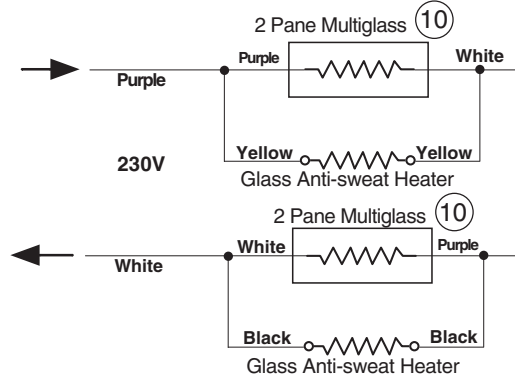 2 Pane Multiglass 10
Purple
White
Purple
Yellow
Yellow
230V
Glass Anti-sweat Heater
2 Pane Multiglass 10
White
Purple
White
Black
Black
Glass Anti-sweat Heater